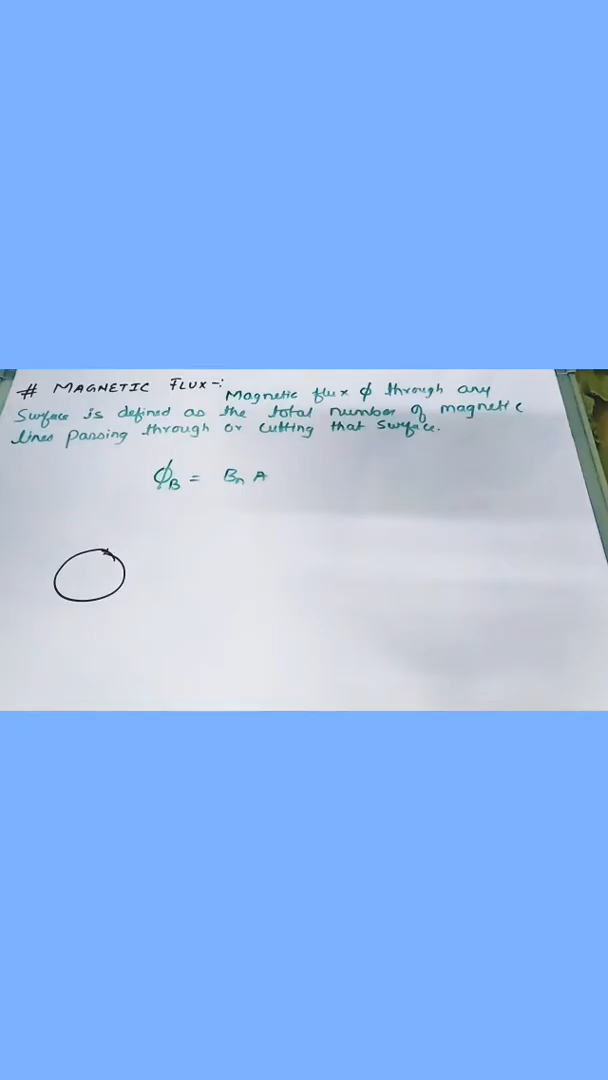 # MAGNETIC FLUX -: Magnetic flux ϕ through any
Surface is defined as the total number of magnetic
lines passing through or cutting that surface.
ϕB = Bn A